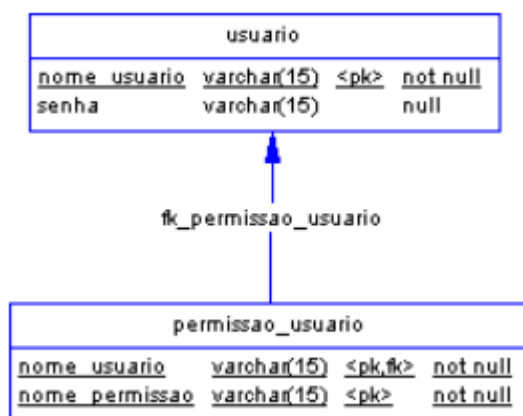 usuario
nome_usuario varchar(15) <pk> not null
senha varchar(15) null
fk_permissao_usuario
permissao_usuario
nome_usuario varchar(15) <pk,fk> not null
nome_permissao varchar(15) <pk> not null